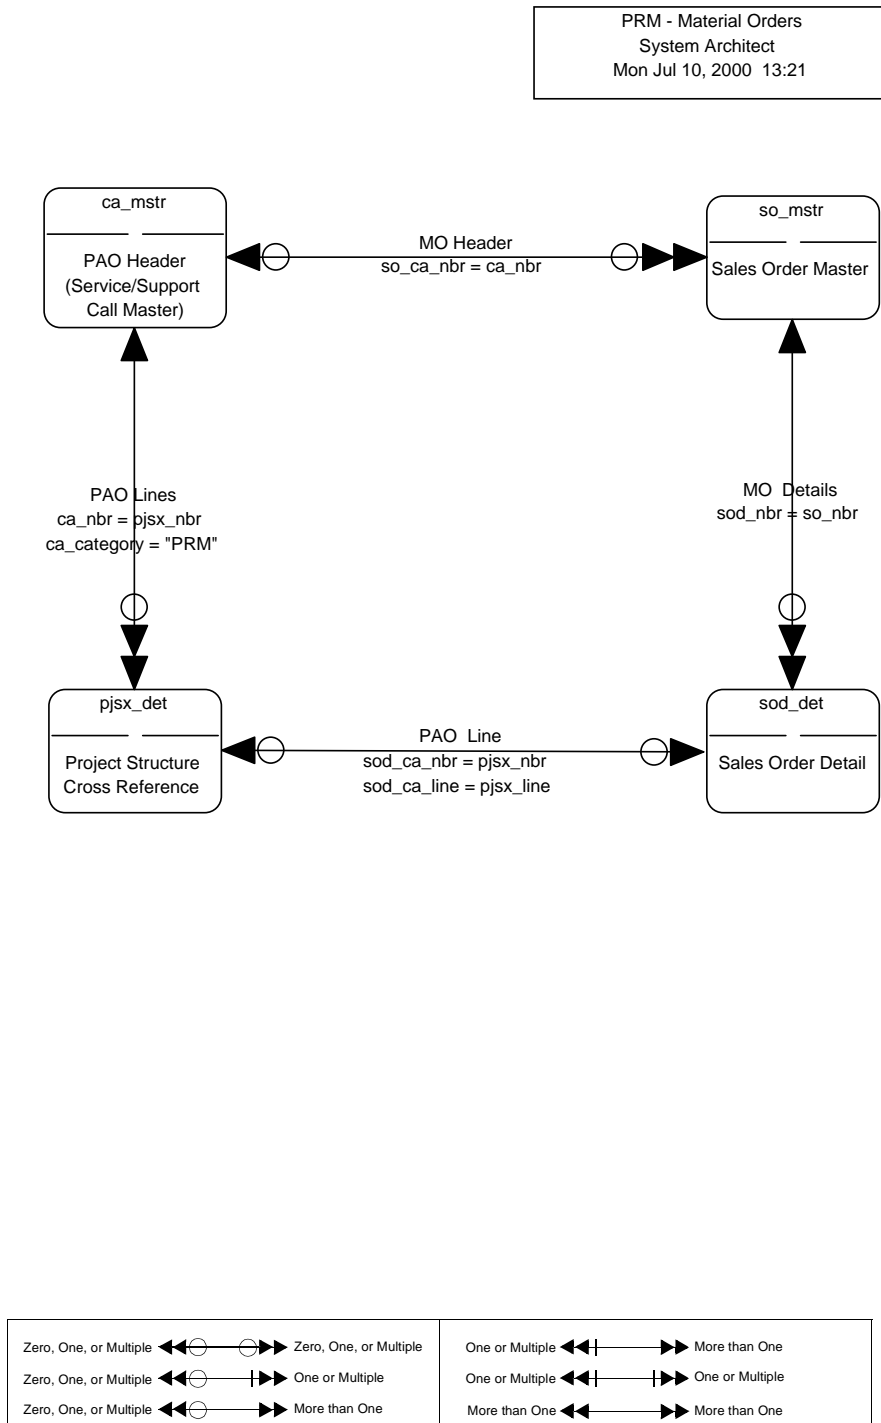 PRM - Material Orders
System Architect
Mon Jul 10, 2000  13:21
ca_mstr
PAO Header
(Service/Support
Call Master)
MO Header
so_ca_nbr = ca_nbr
so_mstr
Sales Order Master
PAO Lines
ca_nbr = pjsx_nbr
ca_category = "PRM"
MO  Details
sod_nbr = so_nbr
pjsx_det
Project Structure
Cross Reference
PAO  Line
sod_ca_nbr = pjsx_nbr
sod_ca_line = pjsx_line
sod_det
Sales Order Detail
Zero, One, or Multiple Zero, One, or Multiple
Zero, One, or Multiple One or Multiple
Zero, One, or Multiple More than One
One or Multiple More than One
One or Multiple One or Multiple
More than One More than One